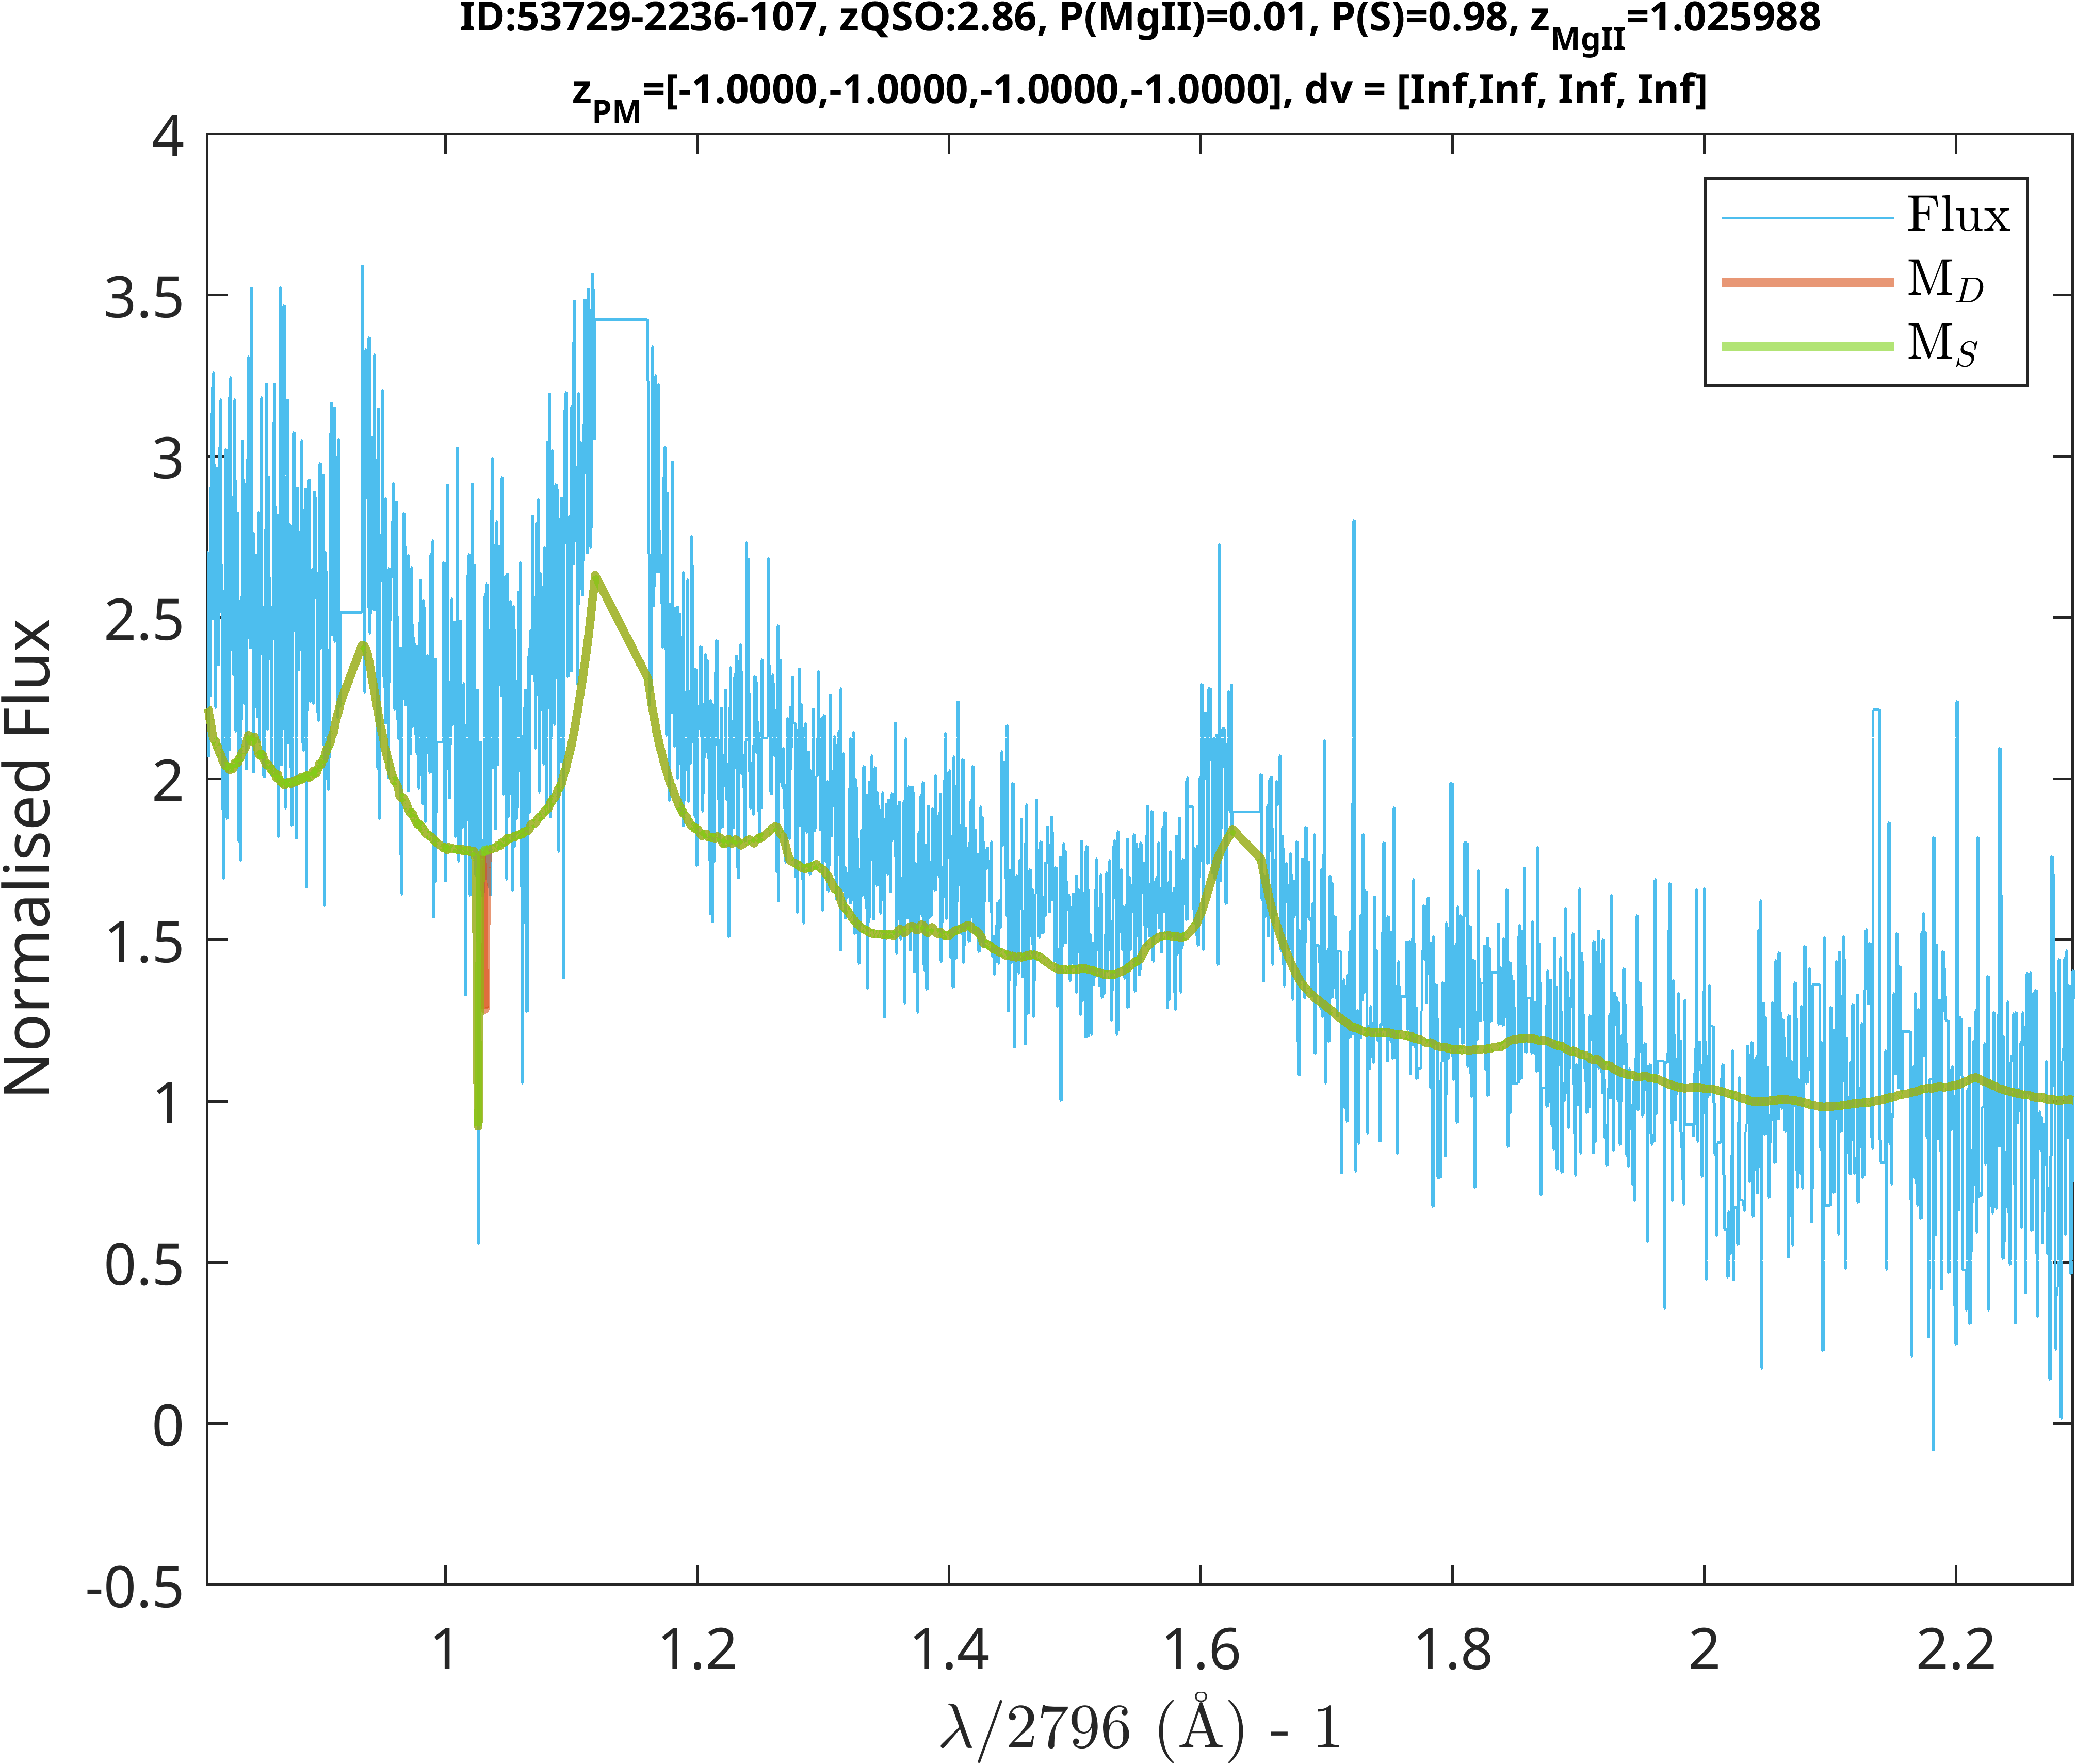 ID:53729-2236-107, zQSO:2.86, P(MgII)=0.01, P(S)=0.98, zMgII=1.025988
zPM=[-1.0000,-1.0000,-1.0000,-1.0000], dv = [Inf,Inf, Inf, Inf]
4
3.5
3
2.5
2
1.5
1
0.5
0
-0.5
Normalised Flux
Flux
MD
MS
1
1.2
1.4
1.6
1.8
2
2.2
λ/2796 (Å) - 1